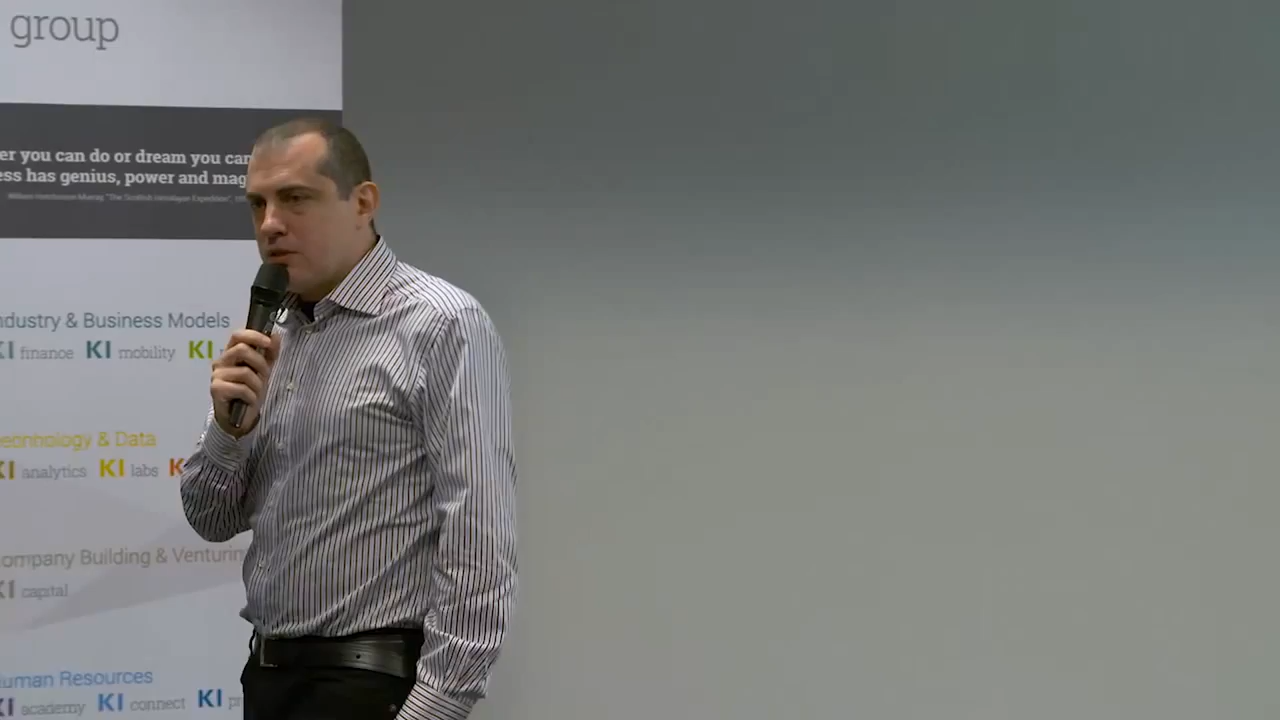 group
er you can do or dream you can
ess has genius, power and mag
ndustry & Business Models
KI finance KI mobility KI
eonhology & Data
KI analytics KI labs K
ompany Building & Venturin
KI capital
uman Resources
KI academy KI connect KI pr